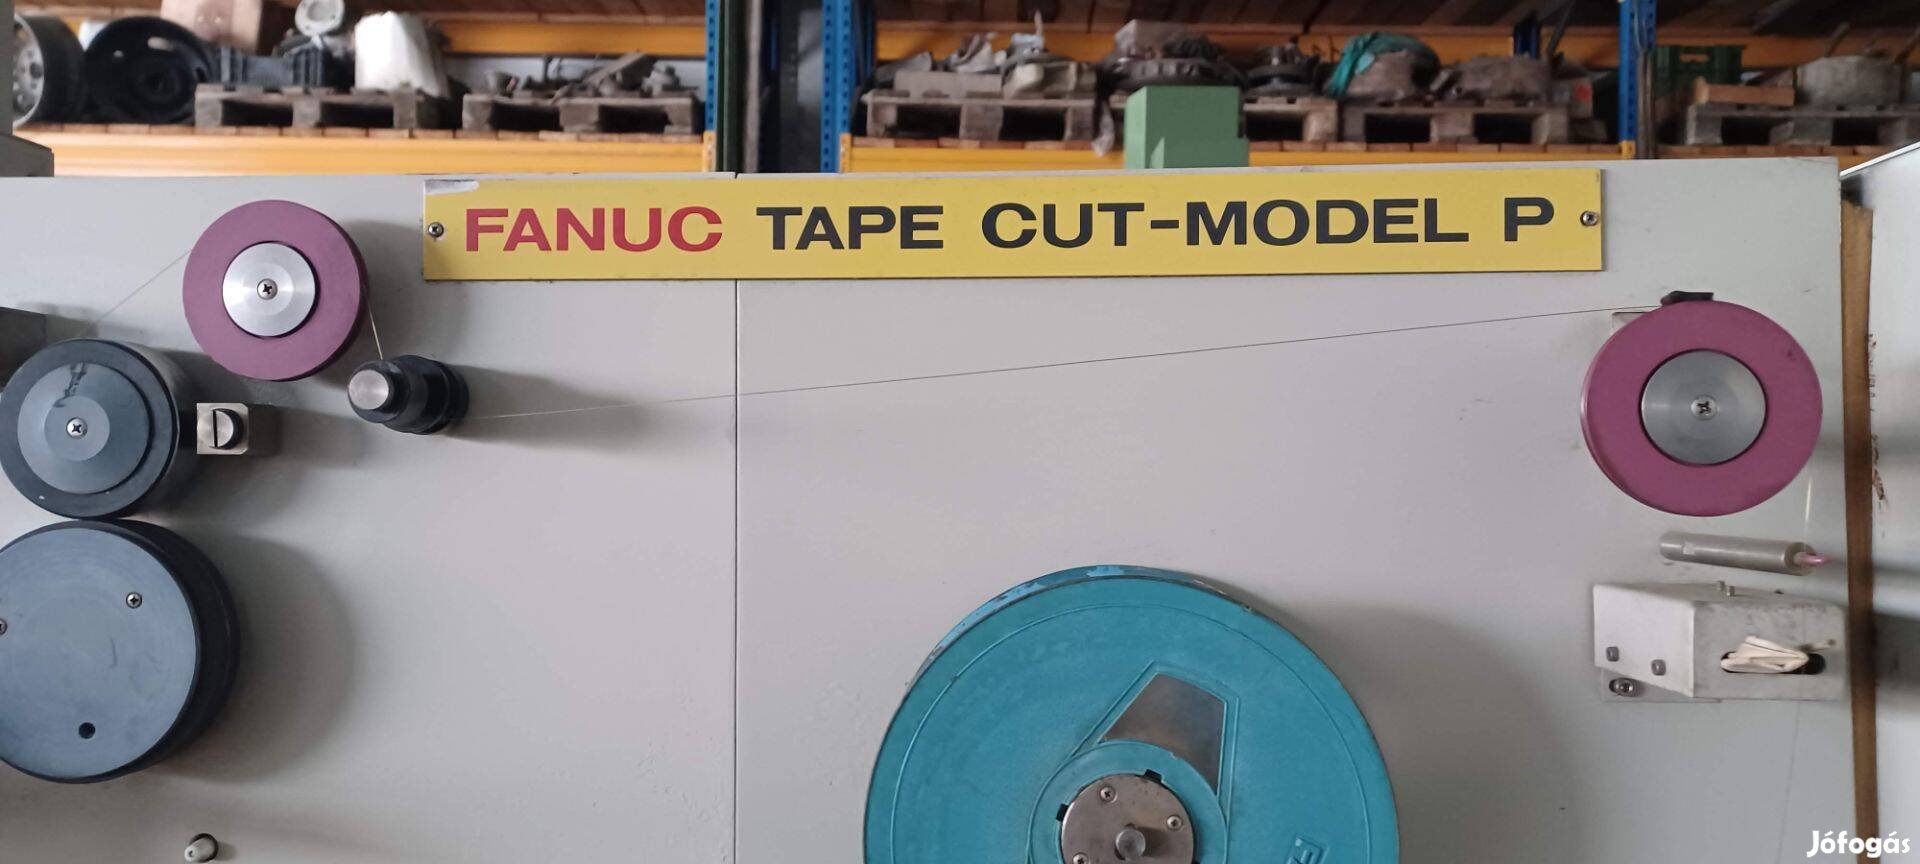 FANUC TAPE CUT-MODEL P
Jófogás